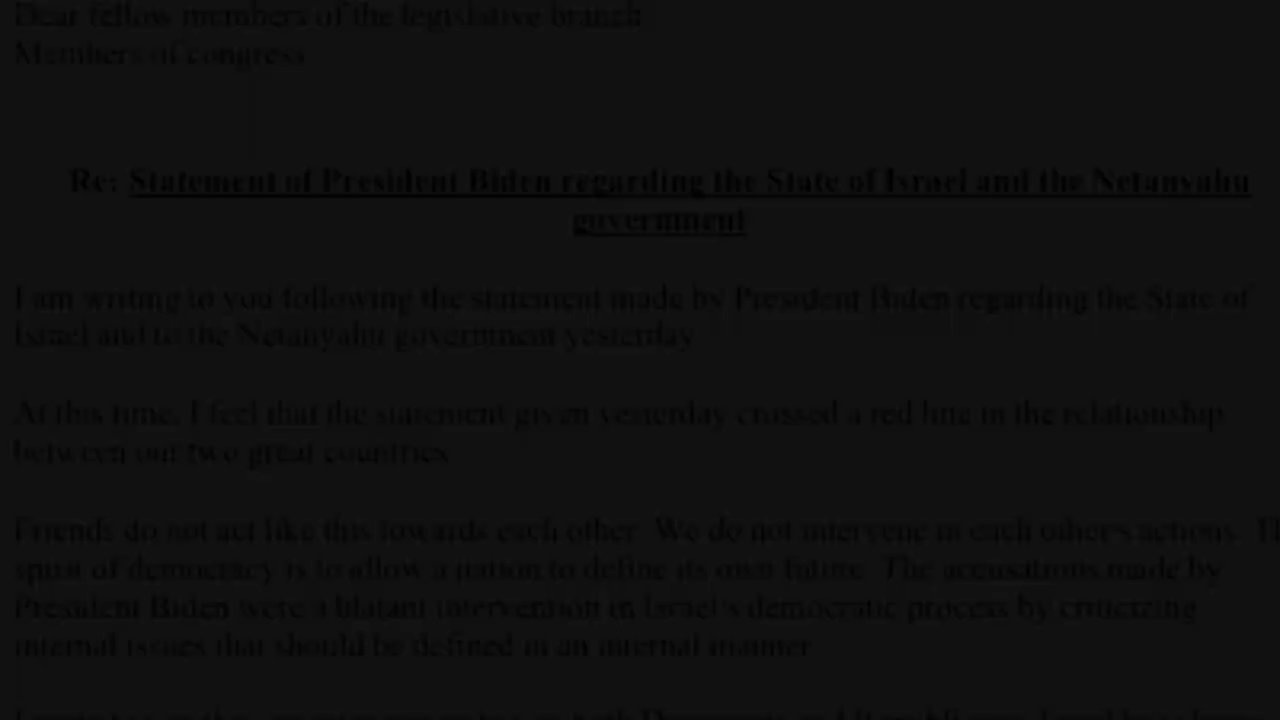 Dear fellow members of the legislative branch
Members of congress
Re: Statement of President Biden regarding the State of Israel and the Netanyahu
government
I am writing to you following the statement made by President Biden regarding the State of
Israel and to the Netanyahu government yesterday
At this time, I feel that the statement given yesterday crossed a red line in the relationship
between our two great countries
Friends do not act like this towards each other. We do not intervene in each other's actions.
spirit of democracy is to allow a nation to define its own future. The accusations made by
President Biden were a blatant intervention in Israel's democratic process by criticizing
internal issues that should be defined in an internal manner